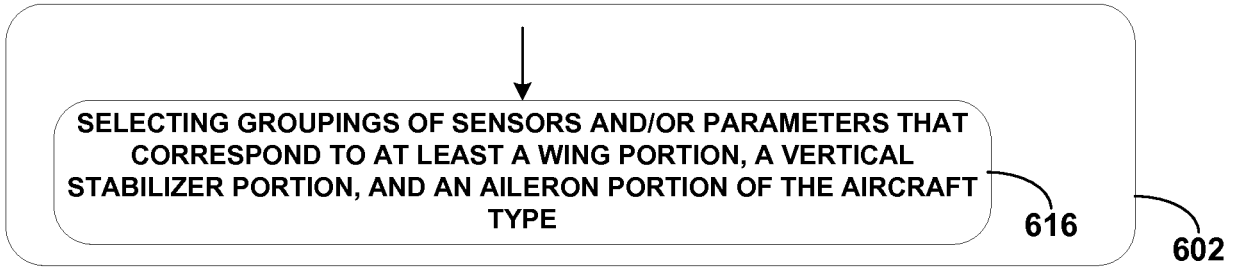 SELECTING GROUPINGS OF SENSORS AND/OR PARAMETERS THAT
CORRESPOND TO AT LEAST A WING PORTION, A VERTICAL
STABILIZER PORTION, AND AN AILERON PORTION OF THE AIRCRAFT
TYPE
616
602